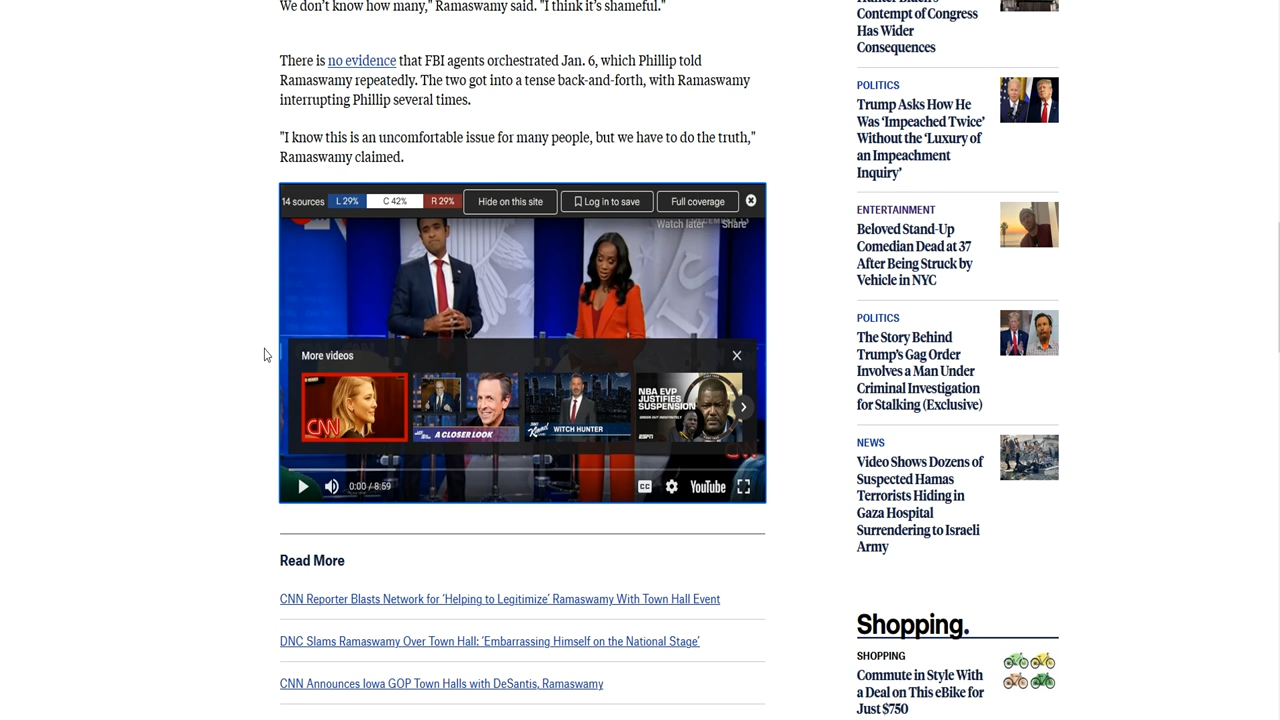 We don't know how many," Ramaswamy said. "I think it's shameful."
There is no evidence that FBI agents orchestrated Jan. 6, which Phillip told
Ramaswamy repeatedly. The two got into a tense back-and-forth, with Ramaswamy
interrupting Phillip several times.
"I know this is an uncomfortable issue for many people, but we have to do the truth,"
Ramaswamy claimed.
14 sources L 29% C 42% R 29% Hide on this site Log in to save Full coverage
Watch later Share
More videos
CNN
A CLOSER LOOK
WITCH HUNTER
NBA EVP
JUSTIFIES
SUSPENSION
ESPN
0:00 / 8:59 CC YouTube
Read More
CNN Reporter Blasts Network for 'Helping to Legitimize' Ramaswamy With Town Hall Event
DNC Slams Ramaswamy Over Town Hall: 'Embarrassing Himself on the National Stage'
CNN Announces Iowa GOP Town Halls with DeSantis, Ramaswamy
Contempt of Congress
Has Wider
Consequences
POLITICS
Trump Asks How He
Was 'Impeached Twice'
Without the 'Luxury of
an Impeachment
Inquiry'
ENTERTAINMENT
Beloved Stand-Up
Comedian Dead at 37
After Being Struck by
Vehicle in NYC
POLITICS
The Story Behind
Trump's Gag Order
Involves a Man Under
Criminal Investigation
for Stalking (Exclusive)
NEWS
Video Shows Dozens of
Suspected Hamas
Terrorists Hiding in
Gaza Hospital
Surrendering to Israeli
Army
Shopping.
SHOPPING
Commute in Style With
a Deal on This eBike for
Just $750